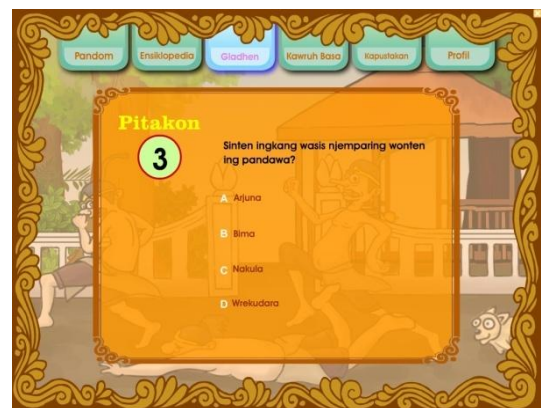 Pandom
Ensiklopedia
Gladhen
Kawruh Basa
Kapustakan
Profil
Pitakon
3
Sinten ingkang wasis njemparing wonten
ing pandawa?
A Arjuna
B Bima
C Nakula
D Wrekudara